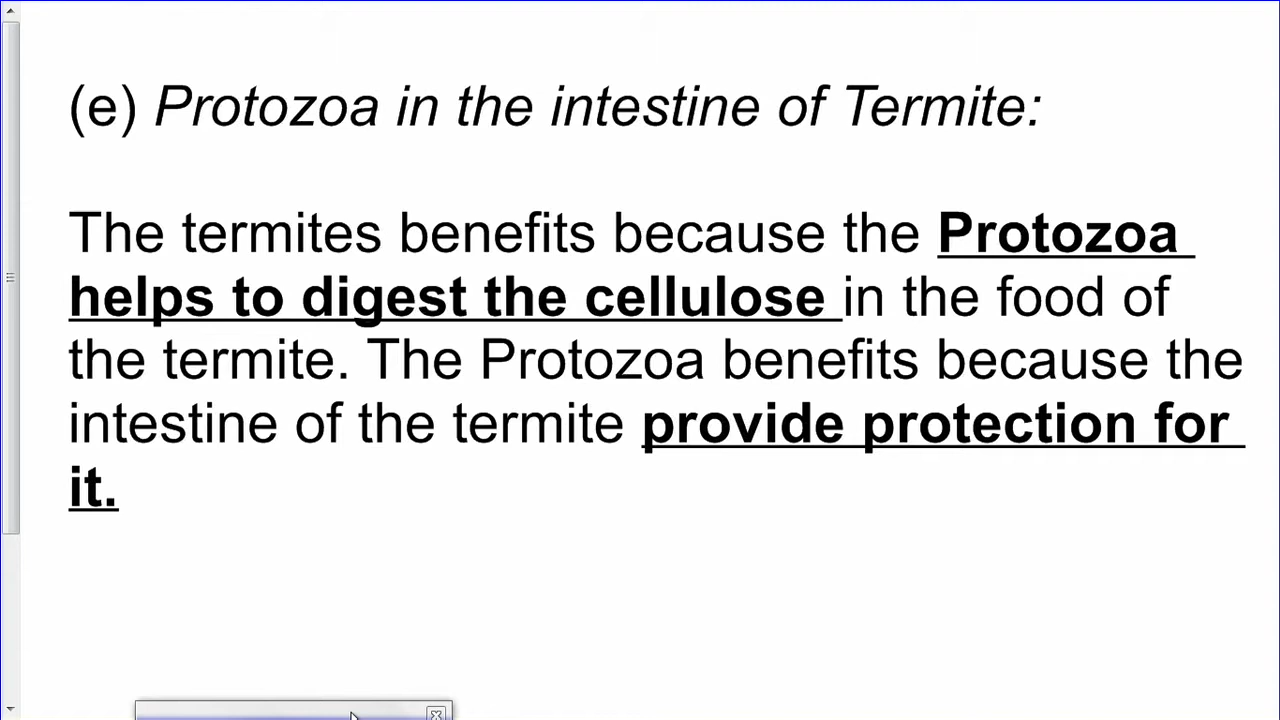 (e) Protozoa in the intestine of Termite:
The termites benefits because the Protozoa
helps to digest the cellulose in the food of
the termite. The Protozoa benefits because the
intestine of the termite provide protection for
it.